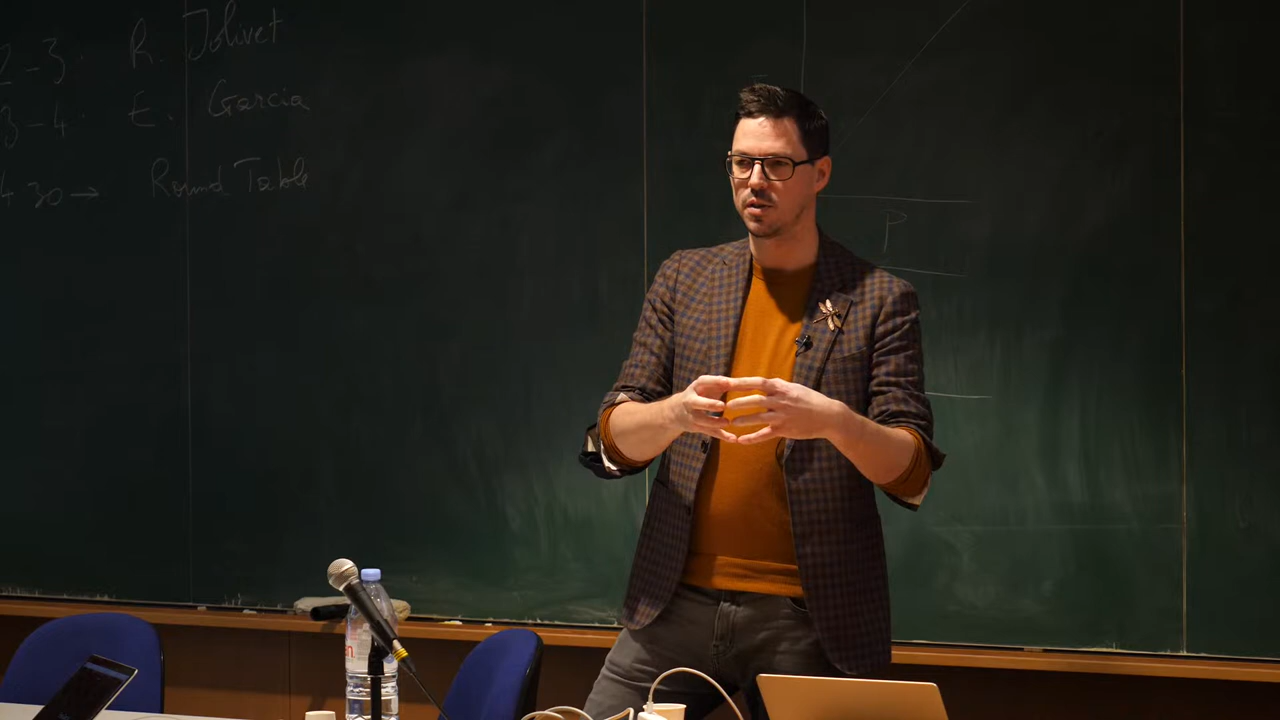 2-3: R. Jolivet
3-4: E. Garcia
4 30 → Round Table
P